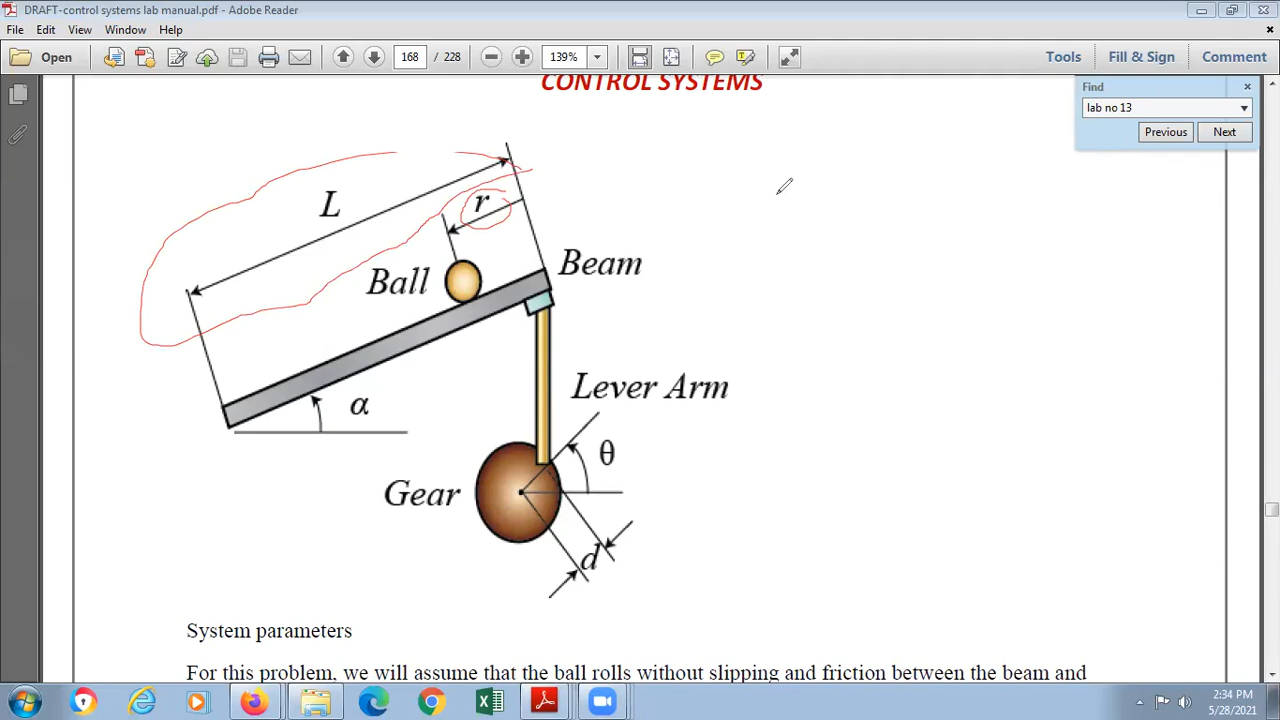 DRAFT-control systems lab manual.pdf - Adobe Reader
File Edit View Window Help
Open 168 / 228 139% Tools Fill & Sign Comment
CONTROL SYSTEMS
Find
lab no 13
Previous Next
L
r
Ball
Beam
α
Lever Arm
θ
Gear
d
System parameters
For this problem, we will assume that the ball rolls without slipping and friction between the beam and
2:34 PM
5/28/2021